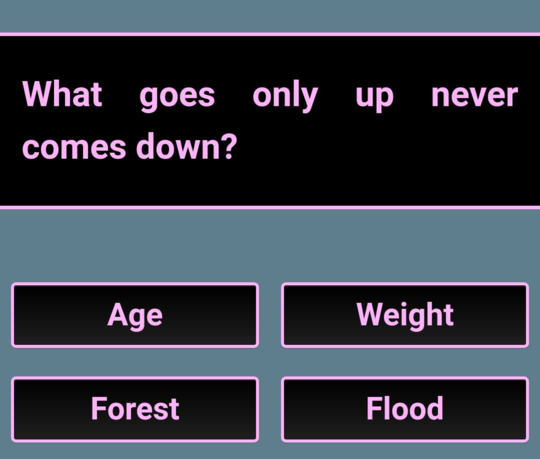 What goes only up never
comes down?
Age
Weight
Forest
Flood